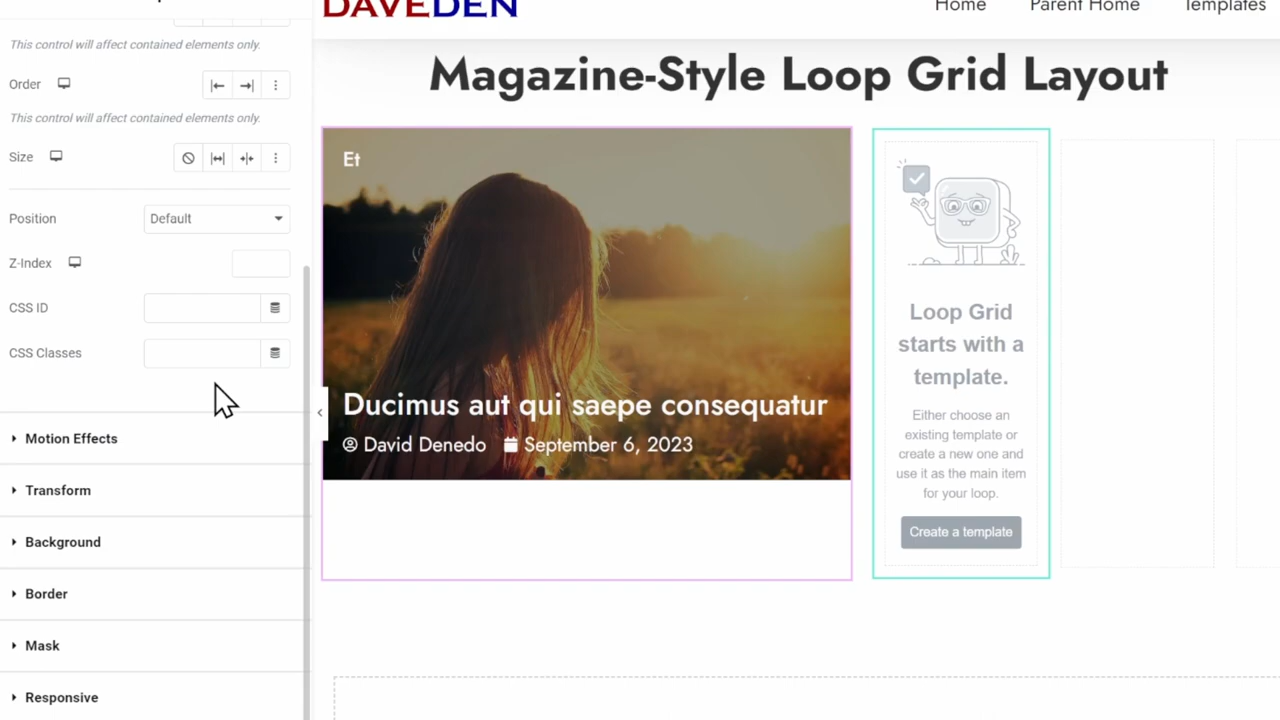 This control will affect contained elements only.
Order
This control will affect contained elements only.
Size
Position
Default
Z-Index
CSS ID
CSS Classes
Motion Effects
Transform
Background
Border
Mask
Responsive
DAVEDEN
Home
Parent Home
Templates
Magazine-Style Loop Grid Layout
Et
Ducimus aut qui saepe consequatur
David Denedo
September 6, 2023
Loop Grid
starts with a
template.
Either choose an
existing template or
create a new one and
use it as the main item
for your loop.
Create a template